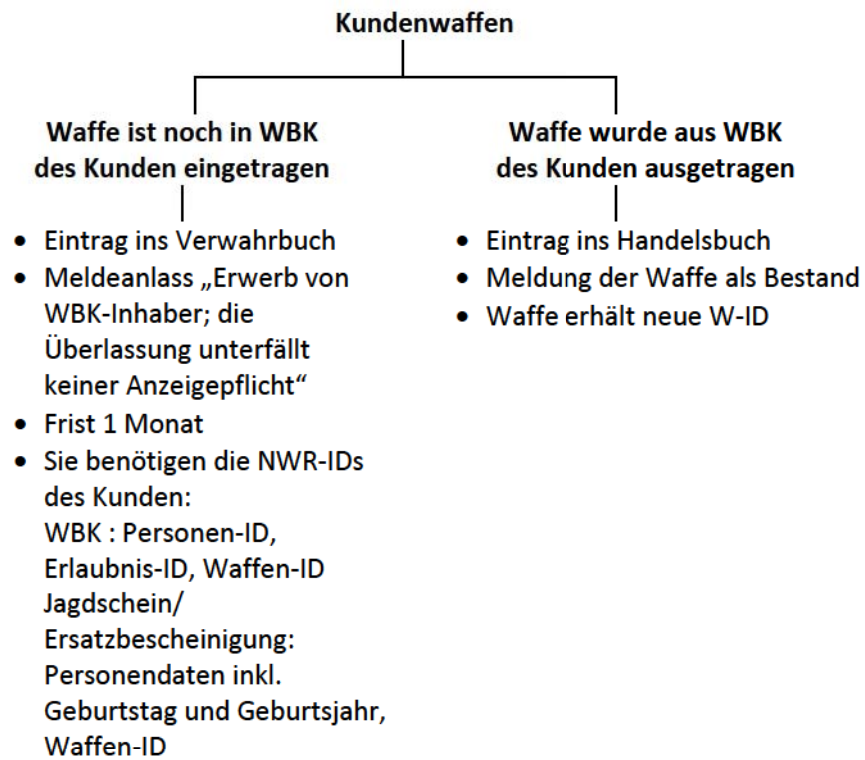 Kundenwaffen
Waffe ist noch in WBK
des Kunden eingetragen
• Eintrag ins Verwahrbuch
• Meldeanlass „Erwerb von
WBK-Inhaber; die
Überlassung unterfällt
keiner Anzeigepflicht“
• Frist 1 Monat
• Sie benötigen die NWR-IDs
des Kunden:
WBK : Personen-ID,
Erlaubnis-ID, Waffen-ID
Jagdschein/
Ersatzbescheinigung:
Personendaten inkl.
Geburtstag und Geburtsjahr,
Waffen-ID
Waffe wurde aus WBK
des Kunden ausgetragen
• Eintrag ins Handelsbuch
• Meldung der Waffe als Bestand
• Waffe erhält neue W-ID